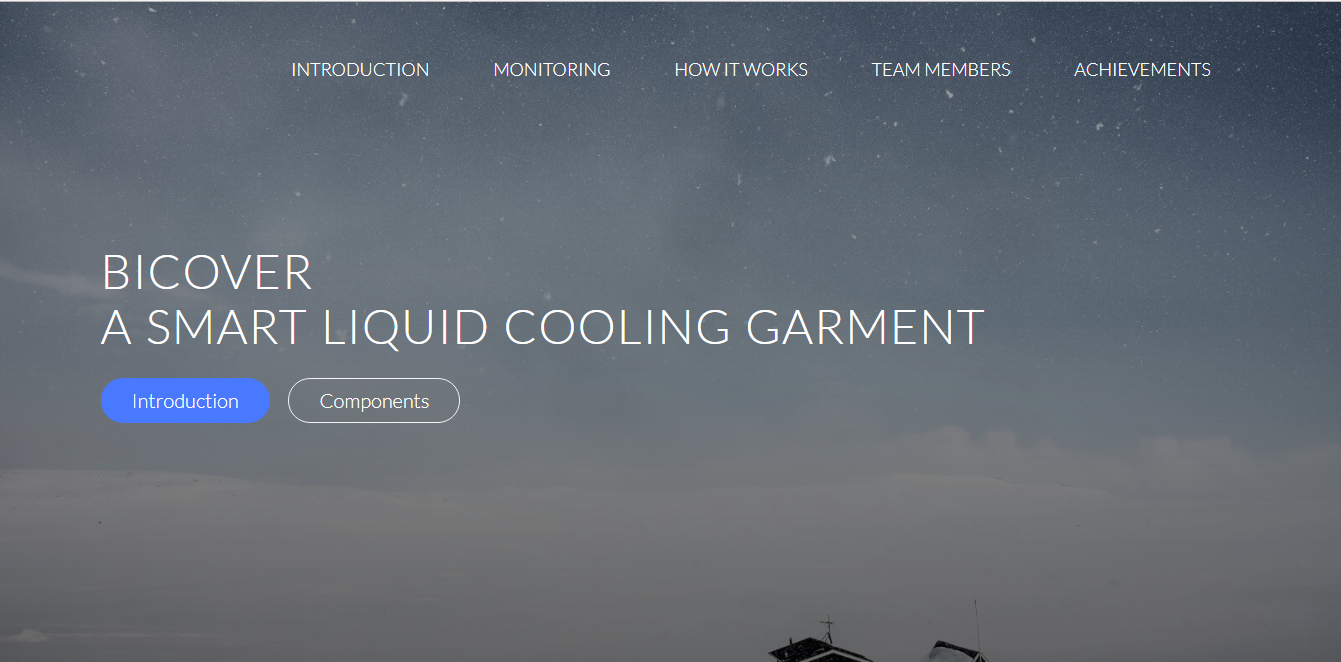 INTRODUCTION MONITORING HOW IT WORKS TEAM MEMBERS ACHIEVEMENTS
BICOVER
A SMART LIQUID COOLING GARMENT
Introduction Components